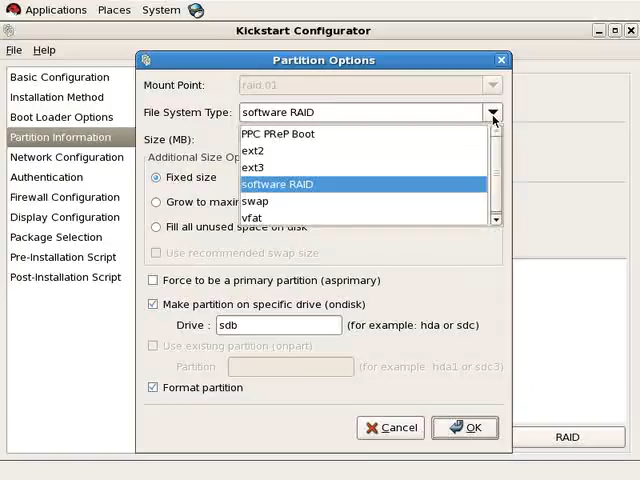 Applications Places System
Kickstart Configurator
File Help
Partition Options
Basic Configuration
Installation Method
Boot Loader Options
Partition Information
Network Configuration
Authentication
Firewall Configuration
Display Configuration
Package Selection
Pre-Installation Script
Post-Installation Script
Mount Point: raid.01
File System Type: software RAID
PPC PReP Boot
ext2
ext3
software RAID
swap
vfat
Size (MB):
Additional Size Op
Fixed size
Grow to maxim
Fill all unused space on disk
Use recommended swap size
Force to be a primary partition (asprimary)
Make partition on specific drive (ondisk)
Drive : sdb (for example: hda or sdc)
Use existing partition (onpart)
Partition (for example: hda1 or sdc3)
Format partition
Cancel OK
RAID